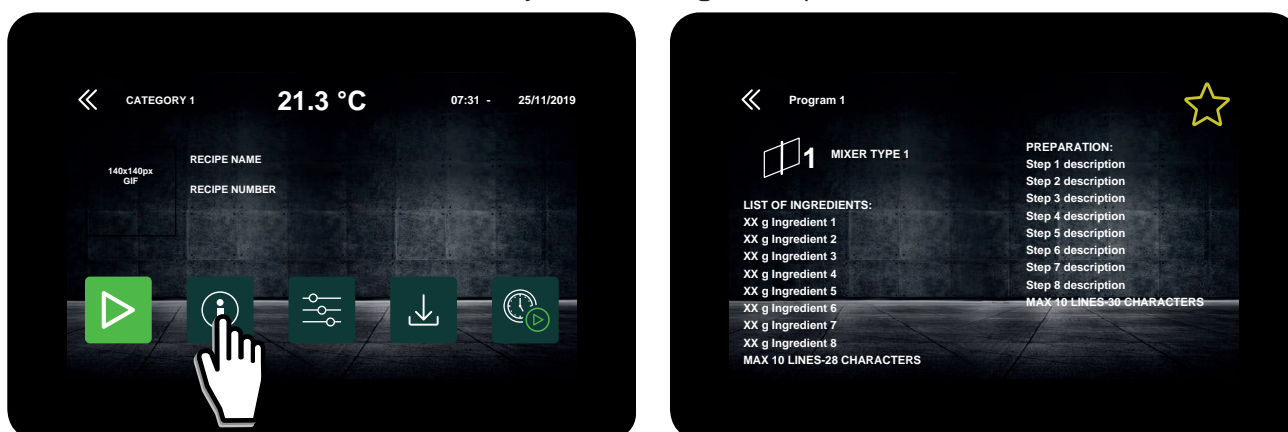 CATEGORY 1
21.3 °C
07:31 - 25/11/2019
140x140px
GIF
RECIPE NAME
RECIPE NUMBER
Program 1
1 MIXER TYPE 1
LIST OF INGREDIENTS:
XX g Ingredient 1
XX g Ingredient 2
XX g Ingredient 3
XX g Ingredient 4
XX g Ingredient 5
XX g Ingredient 6
XX g Ingredient 7
XX g Ingredient 8
MAX 10 LINES-28 CHARACTERS
PREPARATION:
Step 1 description
Step 2 description
Step 3 description
Step 4 description
Step 5 description
Step 6 description
Step 7 description
Step 8 description
MAX 10 LINES-30 CHARACTERS